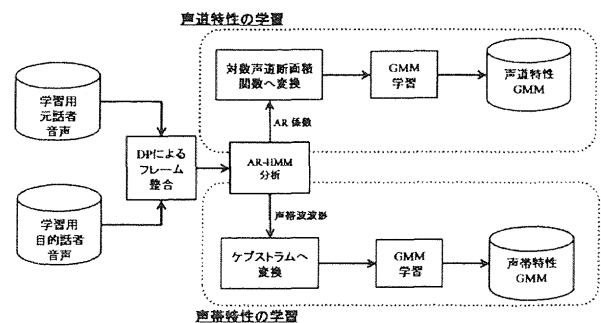 声道特性の学習
学習用
元話者
音声
学習用
目的話者
音声
DPによる
フレーム
整合
AR-HMM
分析
対数声道断面積
関数へ変換
AR 係数
GMM
学習
声道特性
GMM
声帯波波形
ケプストラムへ
変換
GMM
学習
声帯特性
GMM
声帯特性の学習